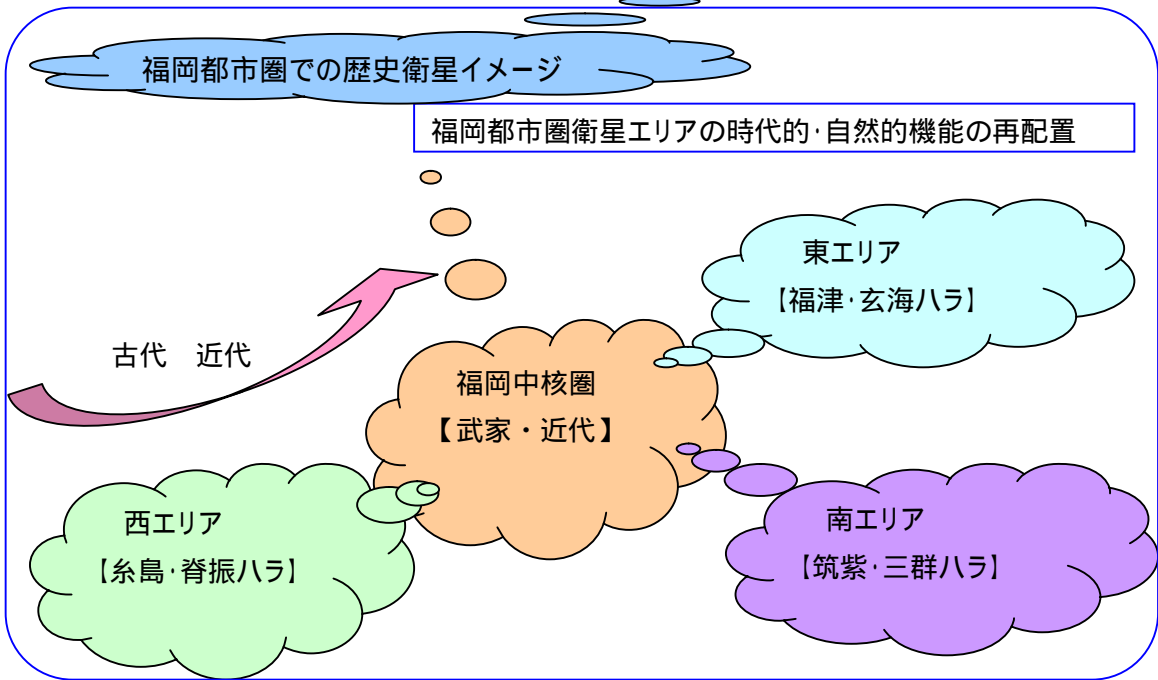 福岡都市圏での歴史衛星イメージ
福岡都市圏衛星エリアの時代的･自然的機能の再配置
東エリア
【福津･玄海ハラ】
古代　近代
福岡中核圏
【武家・近代】
西エリア
【糸島･脊振ハラ】
南エリア
【筑紫･三群ハラ】